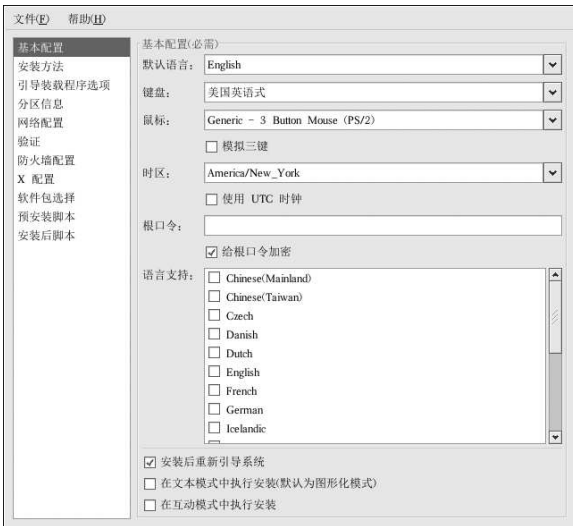 文件(F) 帮助(H)
基本配置
安装方法
引导装载程序选项
分区信息
网络配置
验证
防火墙配置
X 配置
软件包选择
预安装脚本
安装后脚本
基本配置(必需)
默认语言: English
键盘: 美国英语式
鼠标: Generic - 3 Button Mouse (PS/2)
模拟三键
时区: America/New_York
使用 UTC 时钟
根口令:
给根口令加密
语言支持: Chinese(Mainland)
Chinese(Taiwan)
Czech
Danish
Dutch
English
French
German
Icelandic
安装后重新引导系统
在文本模式中执行安装(默认为图形化模式)
在互动模式中执行安装